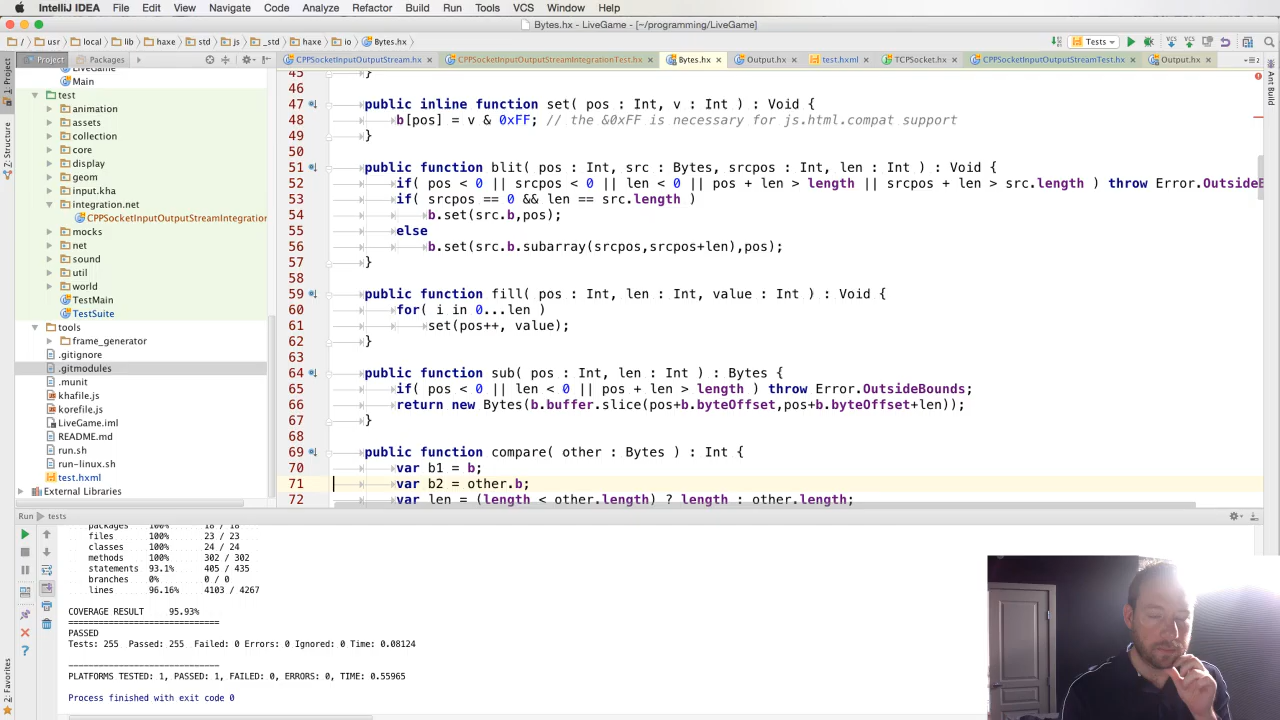 IntelliJ IDEA File Edit View Navigate Code Analyze Refactor Build Run Tools VCS Window Help
Bytes.hx - LiveGame - [~/programming/LiveGame]
/ usr local lib haxe std js _std haxe io Bytes.hx Tests
Project Packages CPPSocketInputOutputStream.hx CPPSocketInputOutputStreamIntegrationTest.hx Bytes.hx Output.hx test.hxml TCPSocket.hx CPPSocketInputOutputStreamTest.hx Output.hx
1: Project
7: Structure
2: Favorites
Ant Build
LiveGame
Main
test
animation
assets
collection
core
display
geom
input.kha
integration.net
CPPSocketInputOutputStreamIntegration
mocks
net
sound
util
world
TestMain
TestSuite
tools
frame_generator
.gitignore
.gitmodules
.munit
khafile.js
korefile.js
LiveGame.iml
README.md
run.sh
run-linux.sh
test.hxml
External Libraries
45 }
46
47 public inline function set( pos : Int, v : Int ) : Void {
48 b[pos] = v & 0xFF; // the &0xFF is necessary for js.html.compat support
49 }
50
51 public function blit( pos : Int, src : Bytes, srcpos : Int, len : Int ) : Void {
52 if( pos < 0 || srcpos < 0 || len < 0 || pos + len > length || srcpos + len > src.length ) throw Error.OutsideB
53 if( srcpos == 0 && len == src.length )
54 b.set(src.b,pos);
55 else
56 b.set(src.b.subarray(srcpos,srcpos+len),pos);
57 }
58
59 public function fill( pos : Int, len : Int, value : Int ) : Void {
60 for( i in 0...len )
61 set(pos++, value);
62 }
63
64 public function sub( pos : Int, len : Int ) : Bytes {
65 if( pos < 0 || len < 0 || pos + len > length ) throw Error.OutsideBounds;
66 return new Bytes(b.buffer.slice(pos+b.byteOffset,pos+b.byteOffset+len));
67 }
68
69 public function compare( other : Bytes ) : Int {
70 var b1 = b;
71 var b2 = other.b;
72 var len = (length < other.length) ? length : other.length;
Run tests
packages 100% 18 / 18
files 100% 23 / 23
classes 100% 24 / 24
methods 100% 302 / 302
statements 93.1% 405 / 435
branches 0% 0 / 0
lines 96.16% 4103 / 4267
COVERAGE RESULT 95.93%
==============================
PASSED
Tests: 255 Passed: 255 Failed: 0 Errors: 0 Ignored: 0 Time: 0.08124
------------------------------
PLATFORMS TESTED: 1, PASSED: 1, FAILED: 0, ERRORS: 0, TIME: 0.55965
Process finished with exit code 0